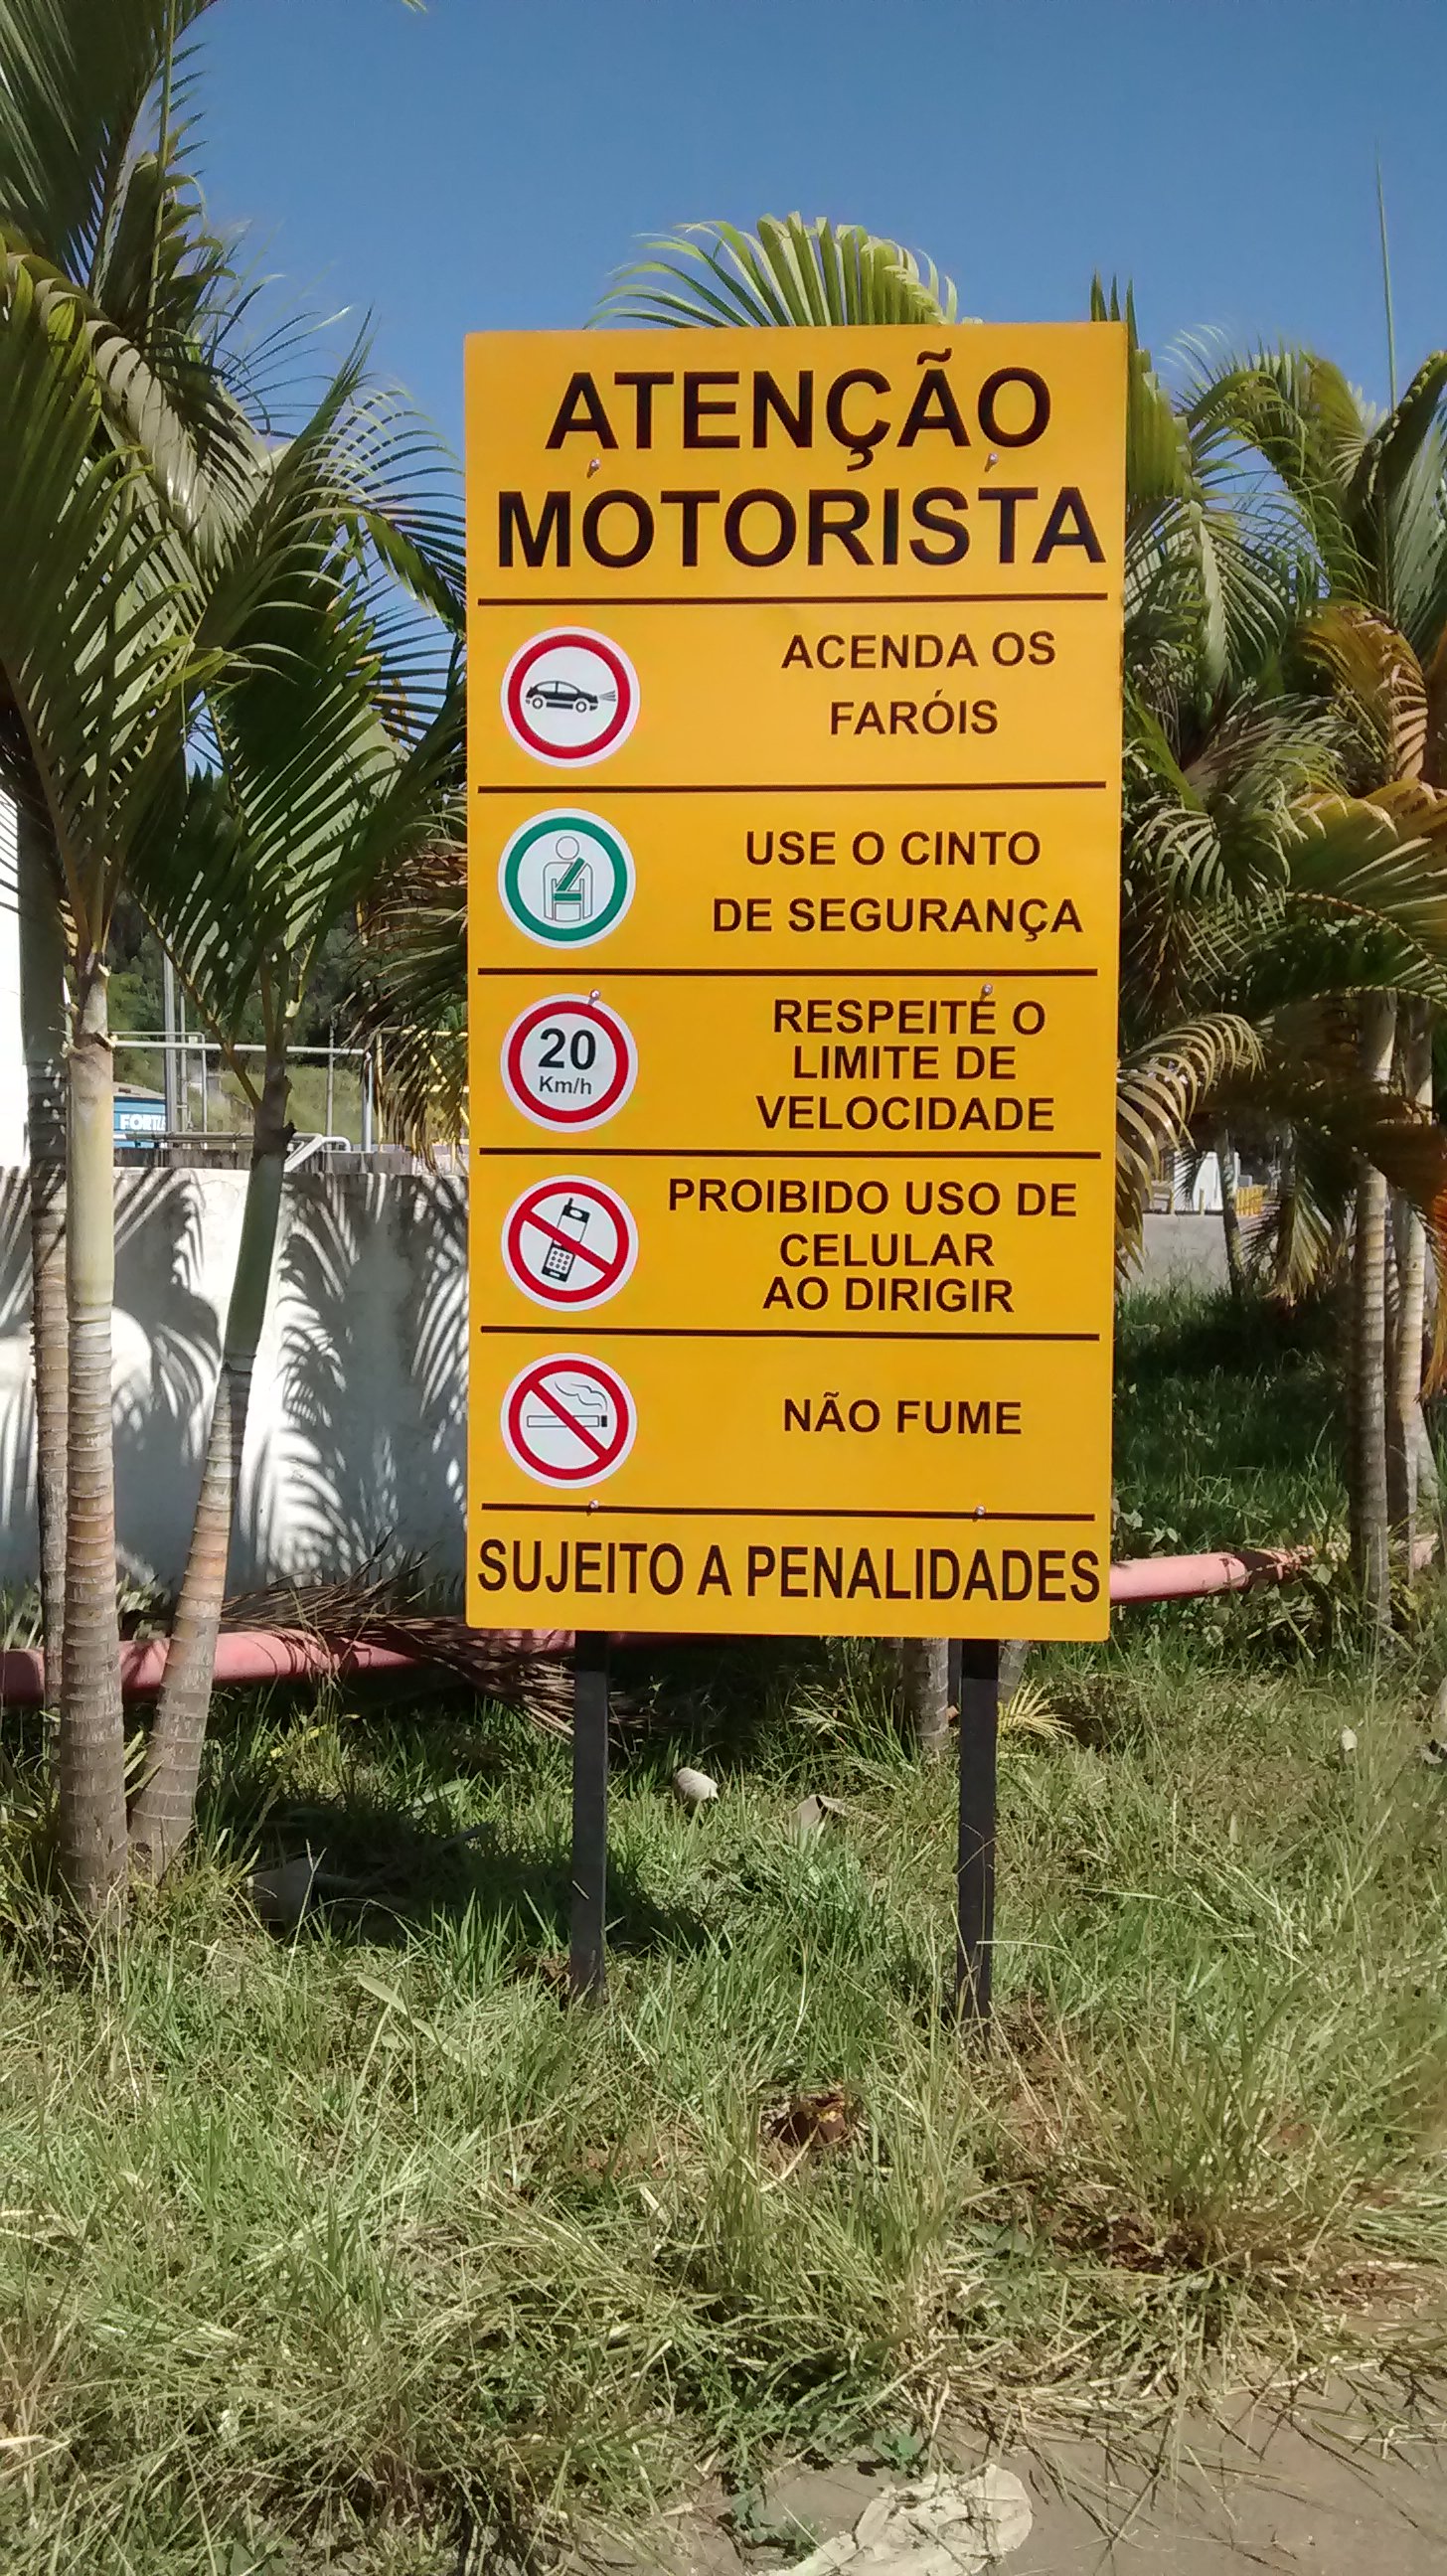 ATENÇÃO
MOTORISTA
ACENDA OS
FARÓIS
USE O CINTO
DE SEGURANÇA
20
Km/h
RESPEITE O
LIMITE DE
VELOCIDADE
PROIBIDO USO DE
CELULAR
AO DIRIGIR
NÃO FUME
SUJEITO A PENALIDADES